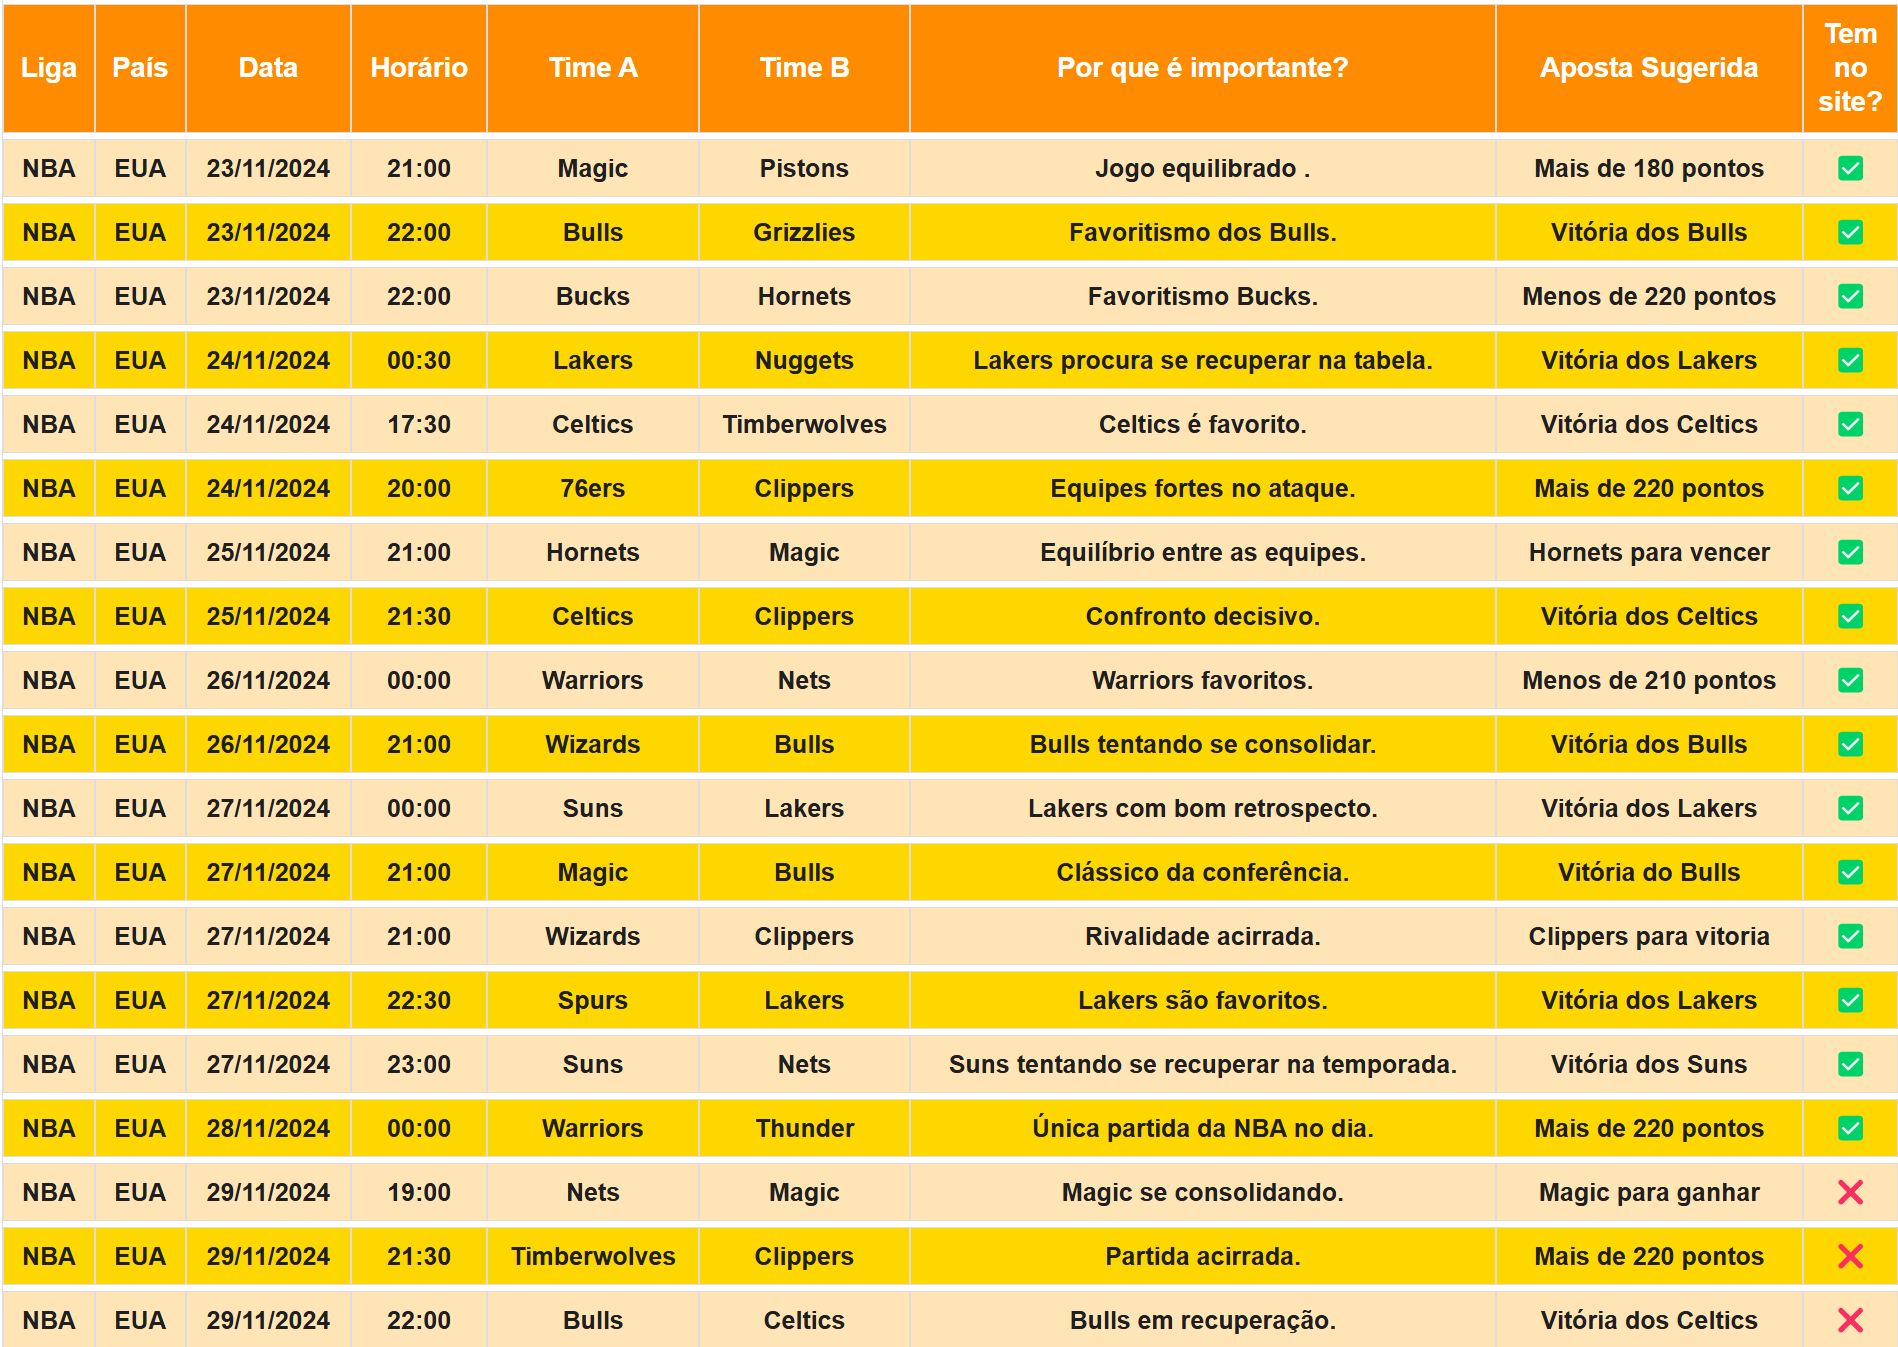 Liga País Data Horário Time A Time B Por que é importante? Aposta Sugerida Tem no site?
NBA EUA 23/11/2024 21:00 Magic Pistons Jogo equilibrado . Mais de 180 pontos ✅
NBA EUA 23/11/2024 22:00 Bulls Grizzlies Favoritismo dos Bulls. Vitória dos Bulls ✅
NBA EUA 23/11/2024 22:00 Bucks Hornets Favoritismo Bucks. Menos de 220 pontos ✅
NBA EUA 24/11/2024 00:30 Lakers Nuggets Lakers procura se recuperar na tabela. Vitória dos Lakers ✅
NBA EUA 24/11/2024 17:30 Celtics Timberwolves Celtics é favorito. Vitória dos Celtics ✅
NBA EUA 24/11/2024 20:00 76ers Clippers Equipes fortes no ataque. Mais de 220 pontos ✅
NBA EUA 25/11/2024 21:00 Hornets Magic Equilíbrio entre as equipes. Hornets para vencer ✅
NBA EUA 25/11/2024 21:30 Celtics Clippers Confronto decisivo. Vitória dos Celtics ✅
NBA EUA 26/11/2024 00:00 Warriors Nets Warriors favoritos. Menos de 210 pontos ✅
NBA EUA 26/11/2024 21:00 Wizards Bulls Bulls tentando se consolidar. Vitória dos Bulls ✅
NBA EUA 27/11/2024 00:00 Suns Lakers Lakers com bom retrospecto. Vitória dos Lakers ✅
NBA EUA 27/11/2024 21:00 Magic Bulls Clássico da conferência. Vitória do Bulls ✅
NBA EUA 27/11/2024 21:00 Wizards Clippers Rivalidade acirrada. Clippers para vitoria ✅
NBA EUA 27/11/2024 22:30 Spurs Lakers Lakers são favoritos. Vitória dos Lakers ✅
NBA EUA 27/11/2024 23:00 Suns Nets Suns tentando se recuperar na temporada. Vitória dos Suns ✅
NBA EUA 28/11/2024 00:00 Warriors Thunder Única partida da NBA no dia. Mais de 220 pontos ✅
NBA EUA 29/11/2024 19:00 Nets Magic Magic se consolidando. Magic para ganhar ❌
NBA EUA 29/11/2024 21:30 Timberwolves Clippers Partida acirrada. Mais de 220 pontos ❌
NBA EUA 29/11/2024 22:00 Bulls Celtics Bulls em recuperação. Vitória dos Celtics ❌